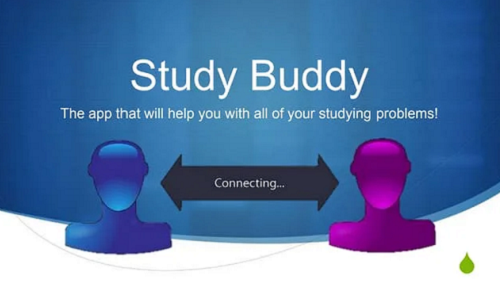 Study Buddy
The app that will help you with all of your studying problems!
Connecting...